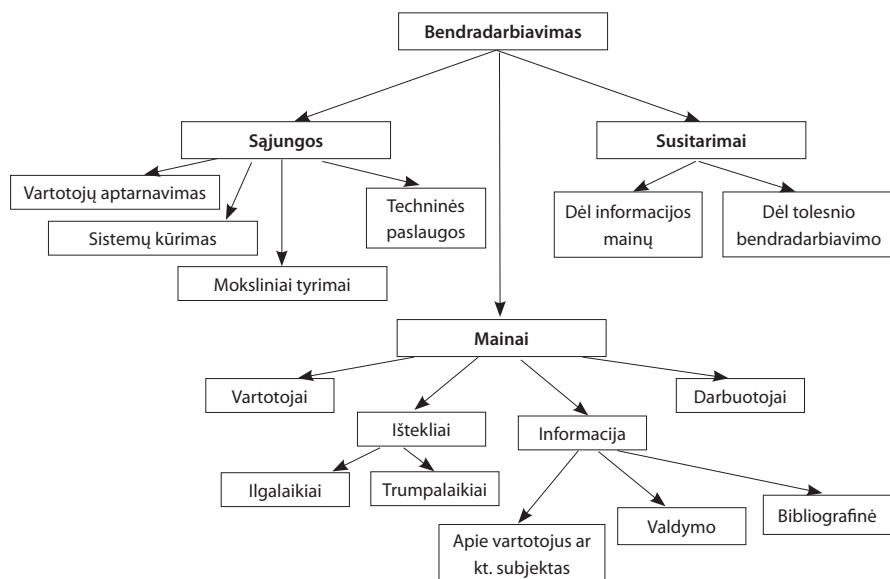 Bendradarbiavimas
Sąjungos
Susitarimai
Vartotojų aptarnavimas
Techninės
paslaugos
Dėl informacijos
mainų
Dėl tolesnio
bendradarbiavimo
Sistemų kūrimas
Moksliniai tyrimai
Mainai
Vartotojai
Darbuotojai
Ištekliai
Informacija
Ilgalaikiai
Trumpalaikiai
Apie vartotojus ar
kt. subjektas
Valdymo
Bibliografinė